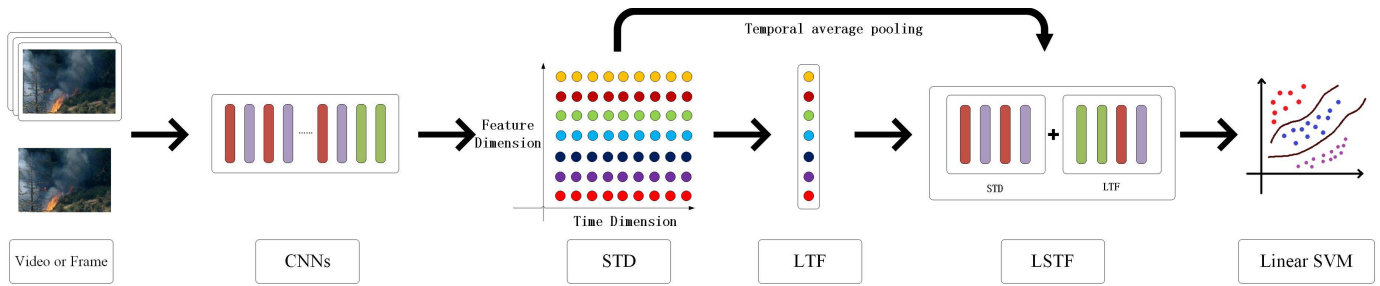 Temporal average pooling
Feature
Dimension
......
+
STD
LTF
Time Dimension
Video or Frame
CNNs
STD
LTF
LSTF
Linear SVM